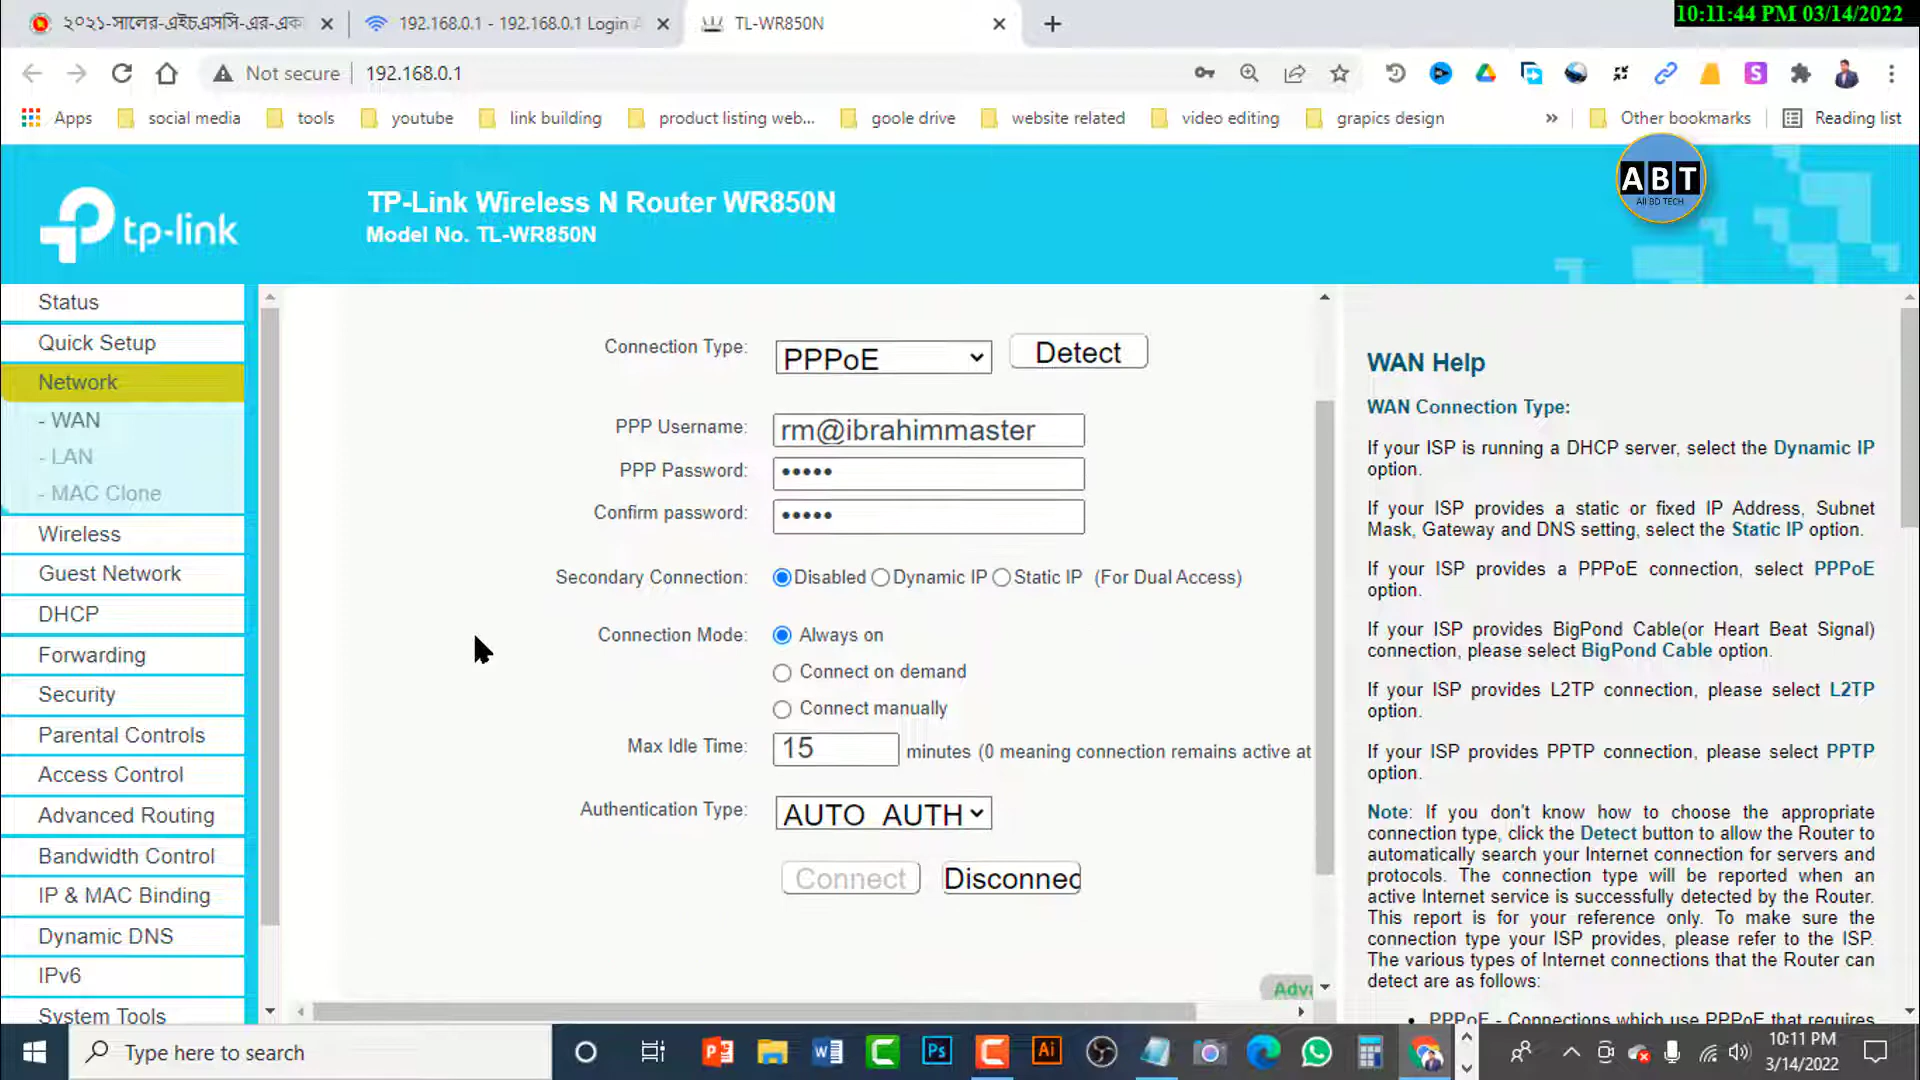 10:11:44 PM 03/14/2022
২০২১-সালের-এইচএসসি-এর-এক
192.168.0.1 - 192.168.0.1 Login
TL-WR850N
Not secure
192.168.0.1
Apps
social media
tools
youtube
link building
product listing web...
goole drive
website related
video editing
grapics design
»
Other bookmarks
Reading list
ABT
All BD TECH
tp-link
TP-Link Wireless N Router WR850N
Model No. TL-WR850N
Status
Quick Setup
Network
- WAN
- LAN
- MAC Clone
Wireless
Guest Network
DHCP
Forwarding
Security
Parental Controls
Access Control
Advanced Routing
Bandwidth Control
IP & MAC Binding
Dynamic DNS
IPv6
System Tools
Connection Type: PPPoE Detect
PPP Username: rm@ibrahimmaster
PPP Password: •••••
Confirm password: •••••
Secondary Connection: Disabled Dynamic IP Static IP (For Dual Access)
Connection Mode: Always on
Connect on demand
Connect manually
Max Idle Time: 15 minutes (0 meaning connection remains active at
Authentication Type: AUTO_AUTH
Connect Disconnec
Adva
WAN Help
WAN Connection Type:
If your ISP is running a DHCP server, select the Dynamic IP
option.
If your ISP provides a static or fixed IP Address, Subnet
Mask, Gateway and DNS setting, select the Static IP option.
If your ISP provides a PPPoE connection, select PPPoE
option.
If your ISP provides BigPond Cable(or Heart Beat Signal)
connection, please select BigPond Cable option.
If your ISP provides L2TP connection, please select L2TP
option.
If your ISP provides PPTP connection, please select PPTP
option.
Note: If you don't know how to choose the appropriate
connection type, click the Detect button to allow the Router to
automatically search your Internet connection for servers and
protocols. The connection type will be reported when an
active Internet service is successfully detected by the Router.
This report is for your reference only. To make sure the
connection type your ISP provides, please refer to the ISP.
The various types of Internet connections that the Router can
detect are as follows:
• PPPoE - Connections which use PPPoE that requires
Type here to search
10:11 PM
3/14/2022